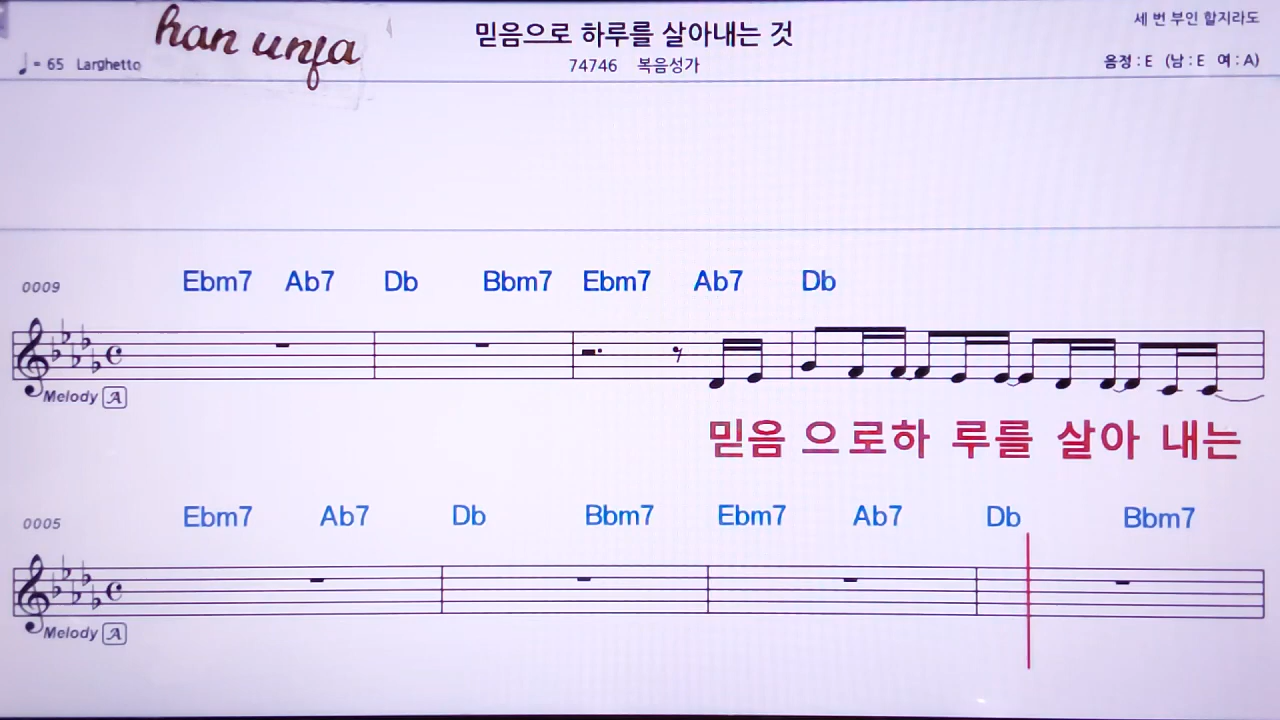 han unfa
믿음으로 하루를 살아내는 것
세 번 부인 할지라도
♩ = 65 Larghetto
74746 복음성가
음정 : E (남 : E 여 : A)
0009 Ebm7 Ab7 Db Bbm7 Ebm7 Ab7 Db
Melody A
믿음 으로하 루를 살아 내는
0005 Ebm7 Ab7 Db Bbm7 Ebm7 Ab7 Db Bbm7
Melody A